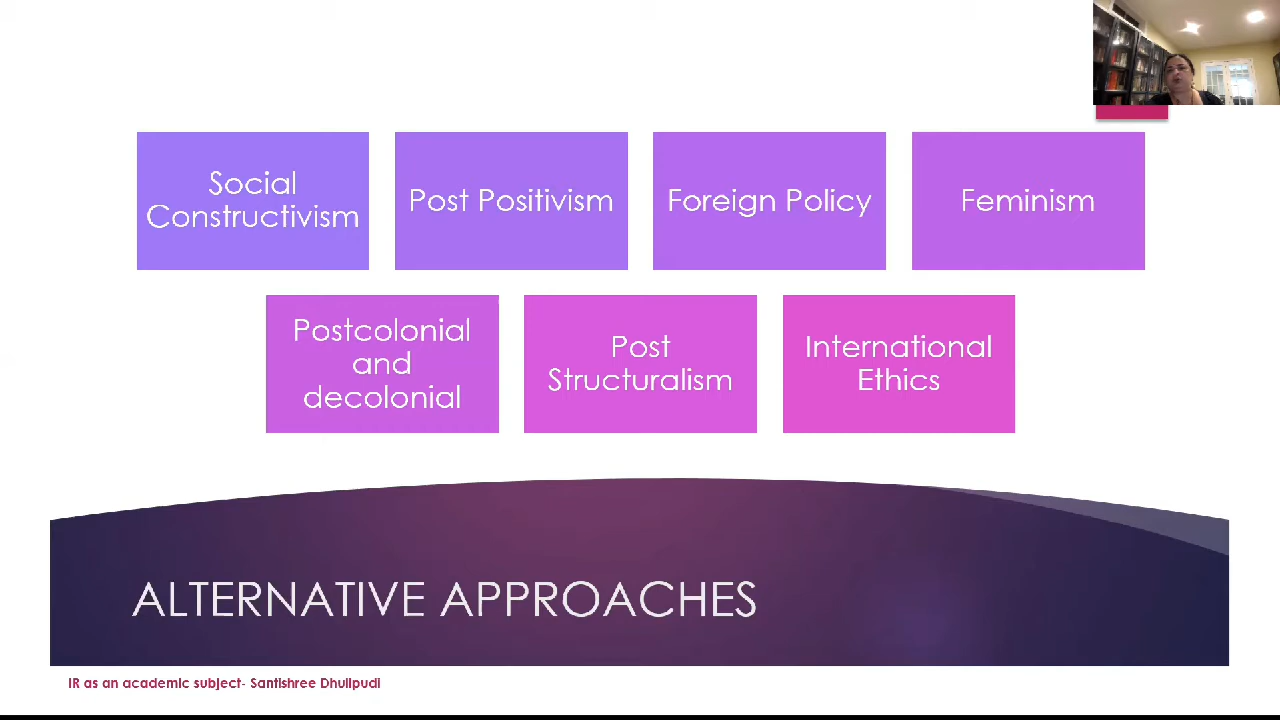 Social
Constructivism
Post Positivism
Foreign Policy
Feminism
Postcolonial
and
decolonial
Post
Structuralism
International
Ethics
ALTERNATIVE APPROACHES
IR as an academic subject- Santishree Dhulipudi